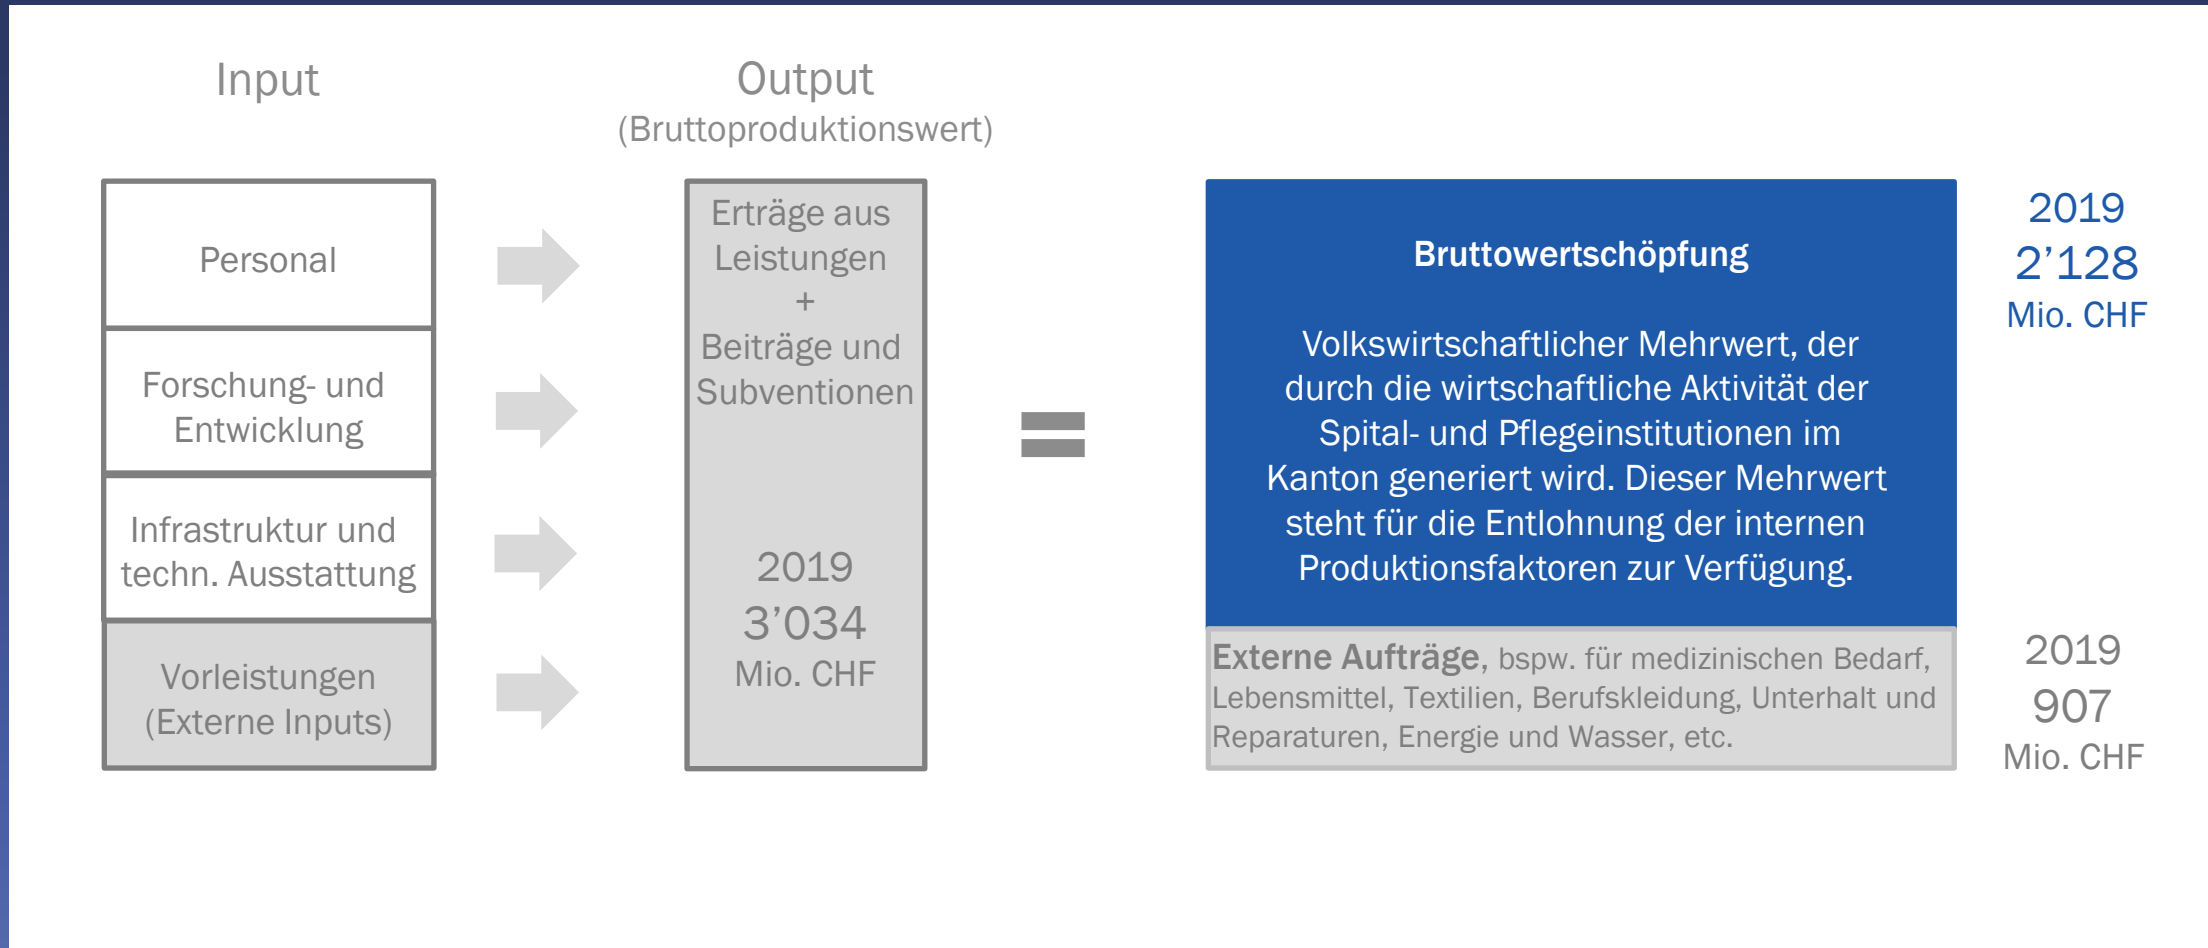 Input
Personal
Forschung- und
Entwicklung
Infrastruktur und
techn. Ausstattung
Vorleistungen
(Externe Inputs)
Output
(Bruttoproduktionswert)
Erträge aus
Leistungen
+
Beiträge und
Subventionen
2019
3’034
Mio. CHF
=
Bruttowertschöpfung
Volkswirtschaftlicher Mehrwert, der
durch die wirtschaftliche Aktivität der
Spital- und Pflegeinstitutionen im
Kanton generiert wird. Dieser Mehrwert
steht für die Entlohnung der internen
Produktionsfaktoren zur Verfügung.
2019
2’128
Mio. CHF
Externe Aufträge, bspw. für medizinischen Bedarf,
Lebensmittel, Textilien, Berufskleidung, Unterhalt und
Reparaturen, Energie und Wasser, etc.
2019
907
Mio. CHF